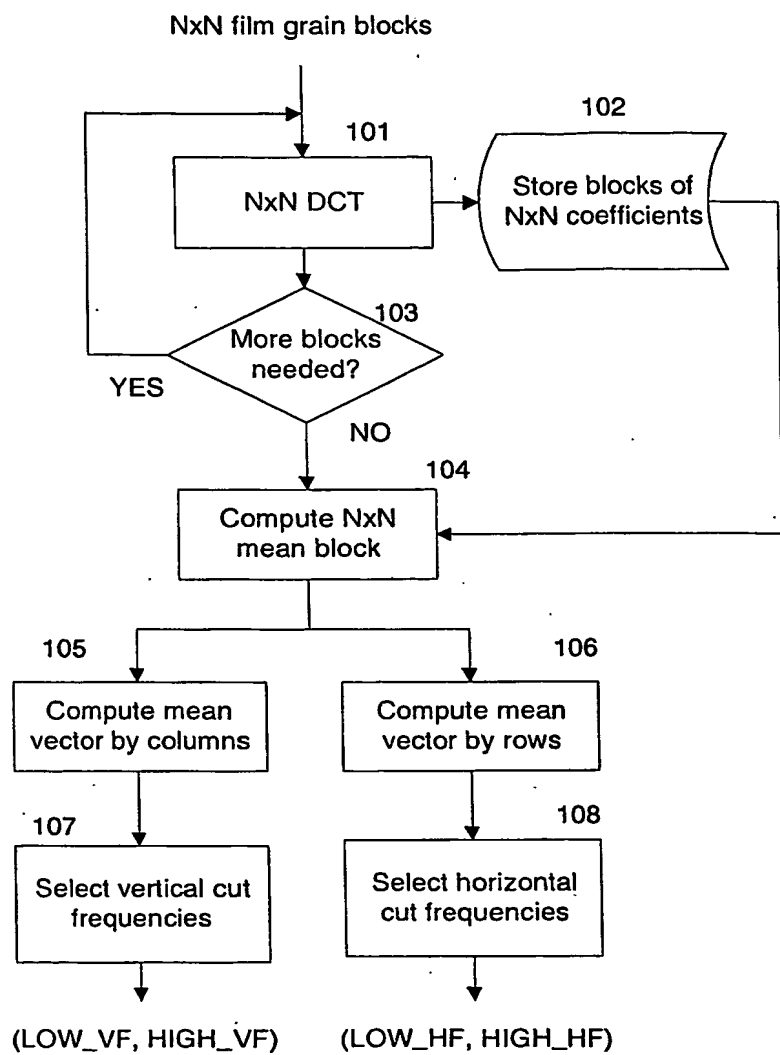 NxN film grain blocks
101
102
NxN DCT
Store blocks of
NxN coefficients
103
More blocks
needed?
YES
NO
104
Compute NxN
mean block
105
106
Compute mean
vector by columns
Compute mean
vector by rows
107
108
Select vertical cut
frequencies
Select horizontal
cut frequencies
(LOW_VF, HIGH_VF)
(LOW_HF, HIGH_HF)